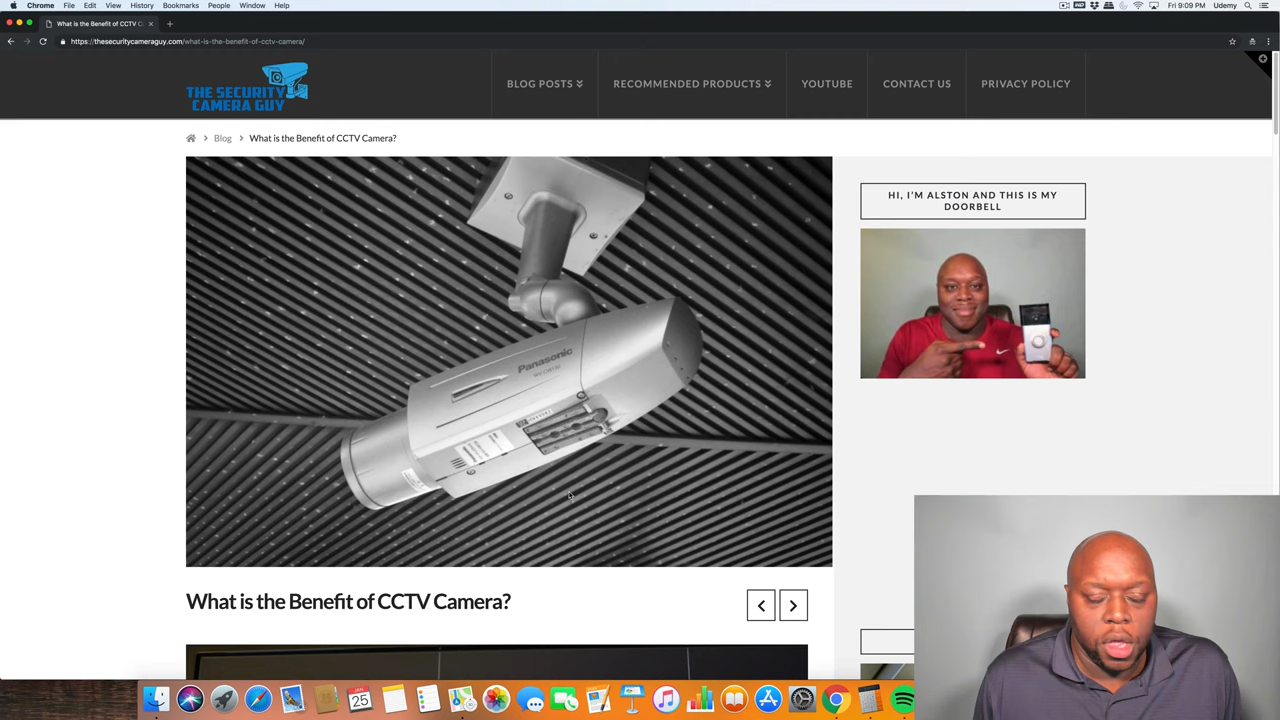 Chrome File Edit View History Bookmarks People Window Help
Fri 9:09 PM Udemy
What is the Benefit of CCTV C
https://thesecuritycameraguy.com/what-is-the-benefit-of-cctv-camera/
THE SECURITY
CAMERA GUY
BLOG POSTS RECOMMENDED PRODUCTS YOUTUBE CONTACT US PRIVACY POLICY
Blog What is the Benefit of CCTV Camera?
HI, I'M ALSTON AND THIS IS MY
DOORBELL
Panasonic
What is the Benefit of CCTV Camera?
JAN
25